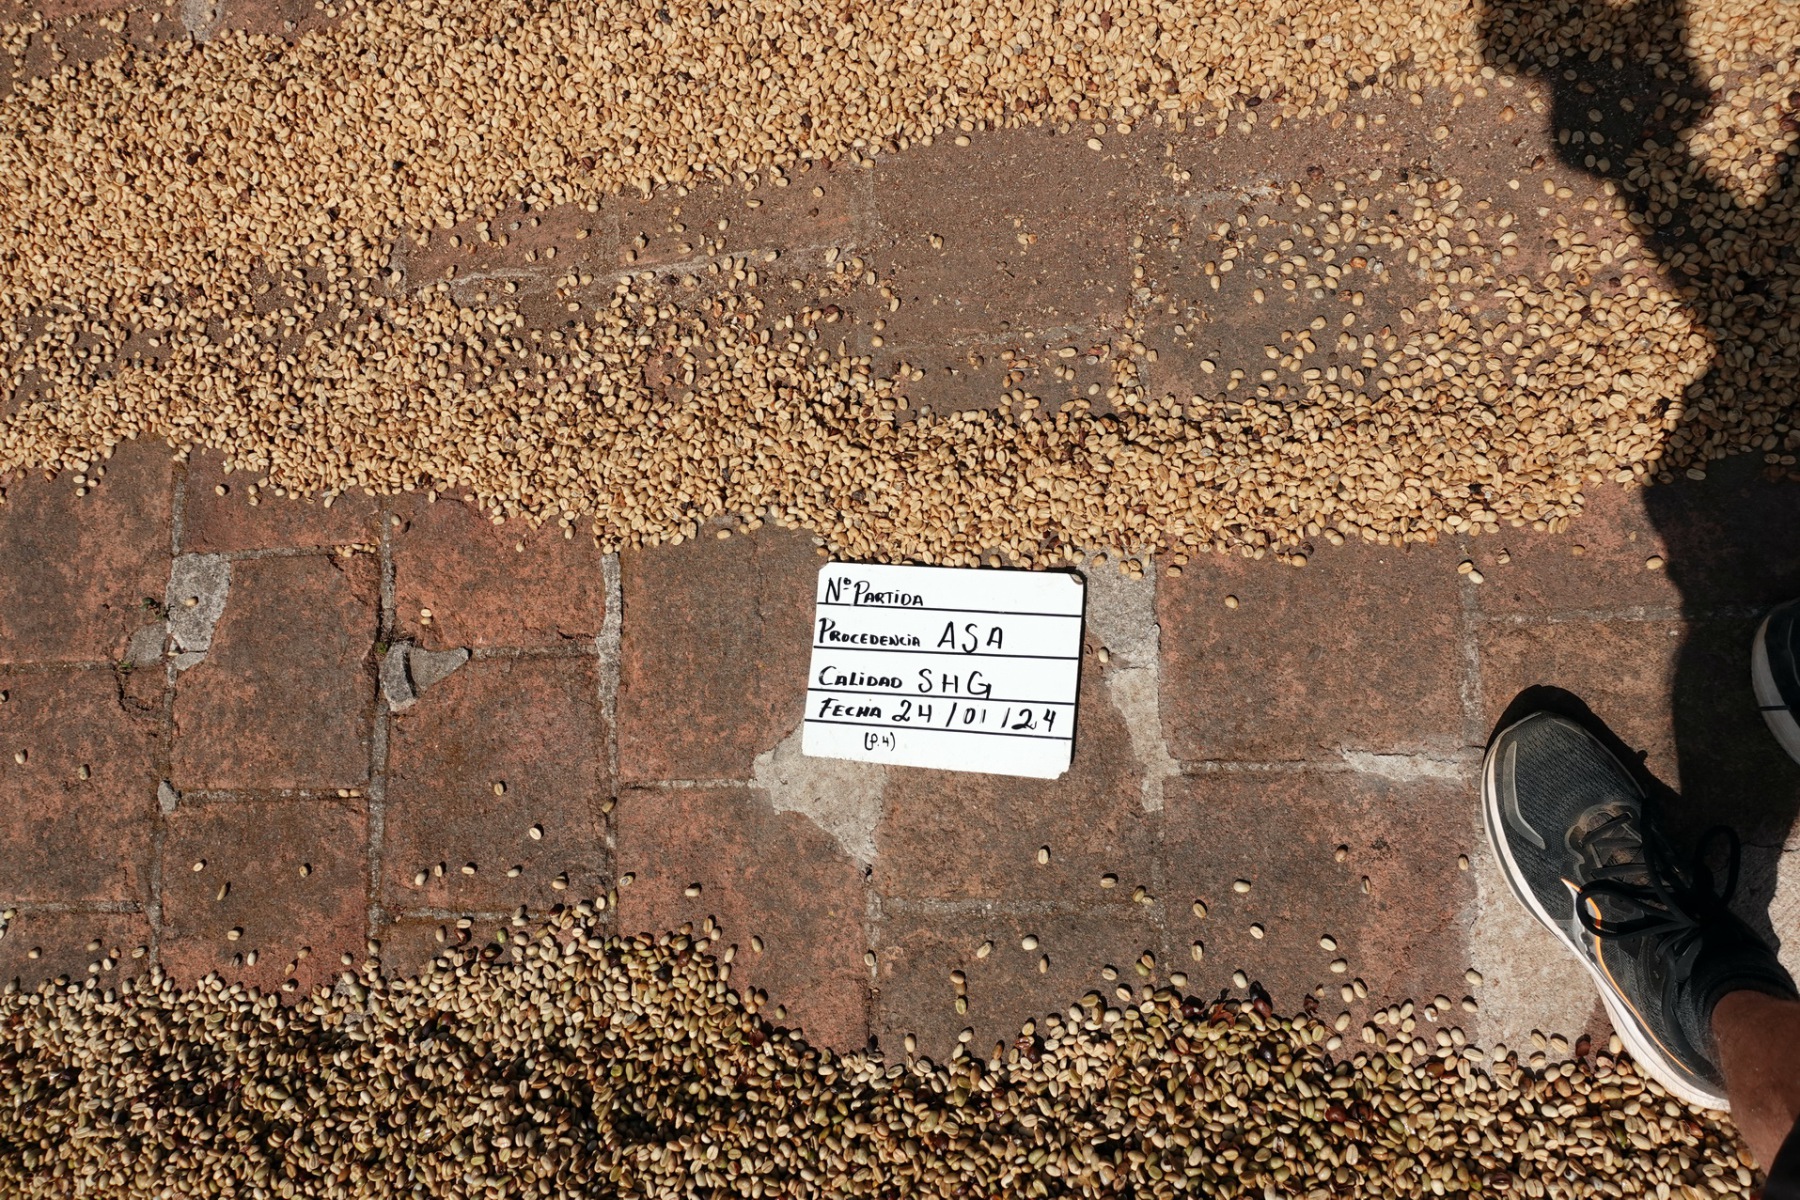 Nº PARTIDA
PROCEDENCIA ASA
CALIDAD SHG
FECHA 24/01/24
(P.4)